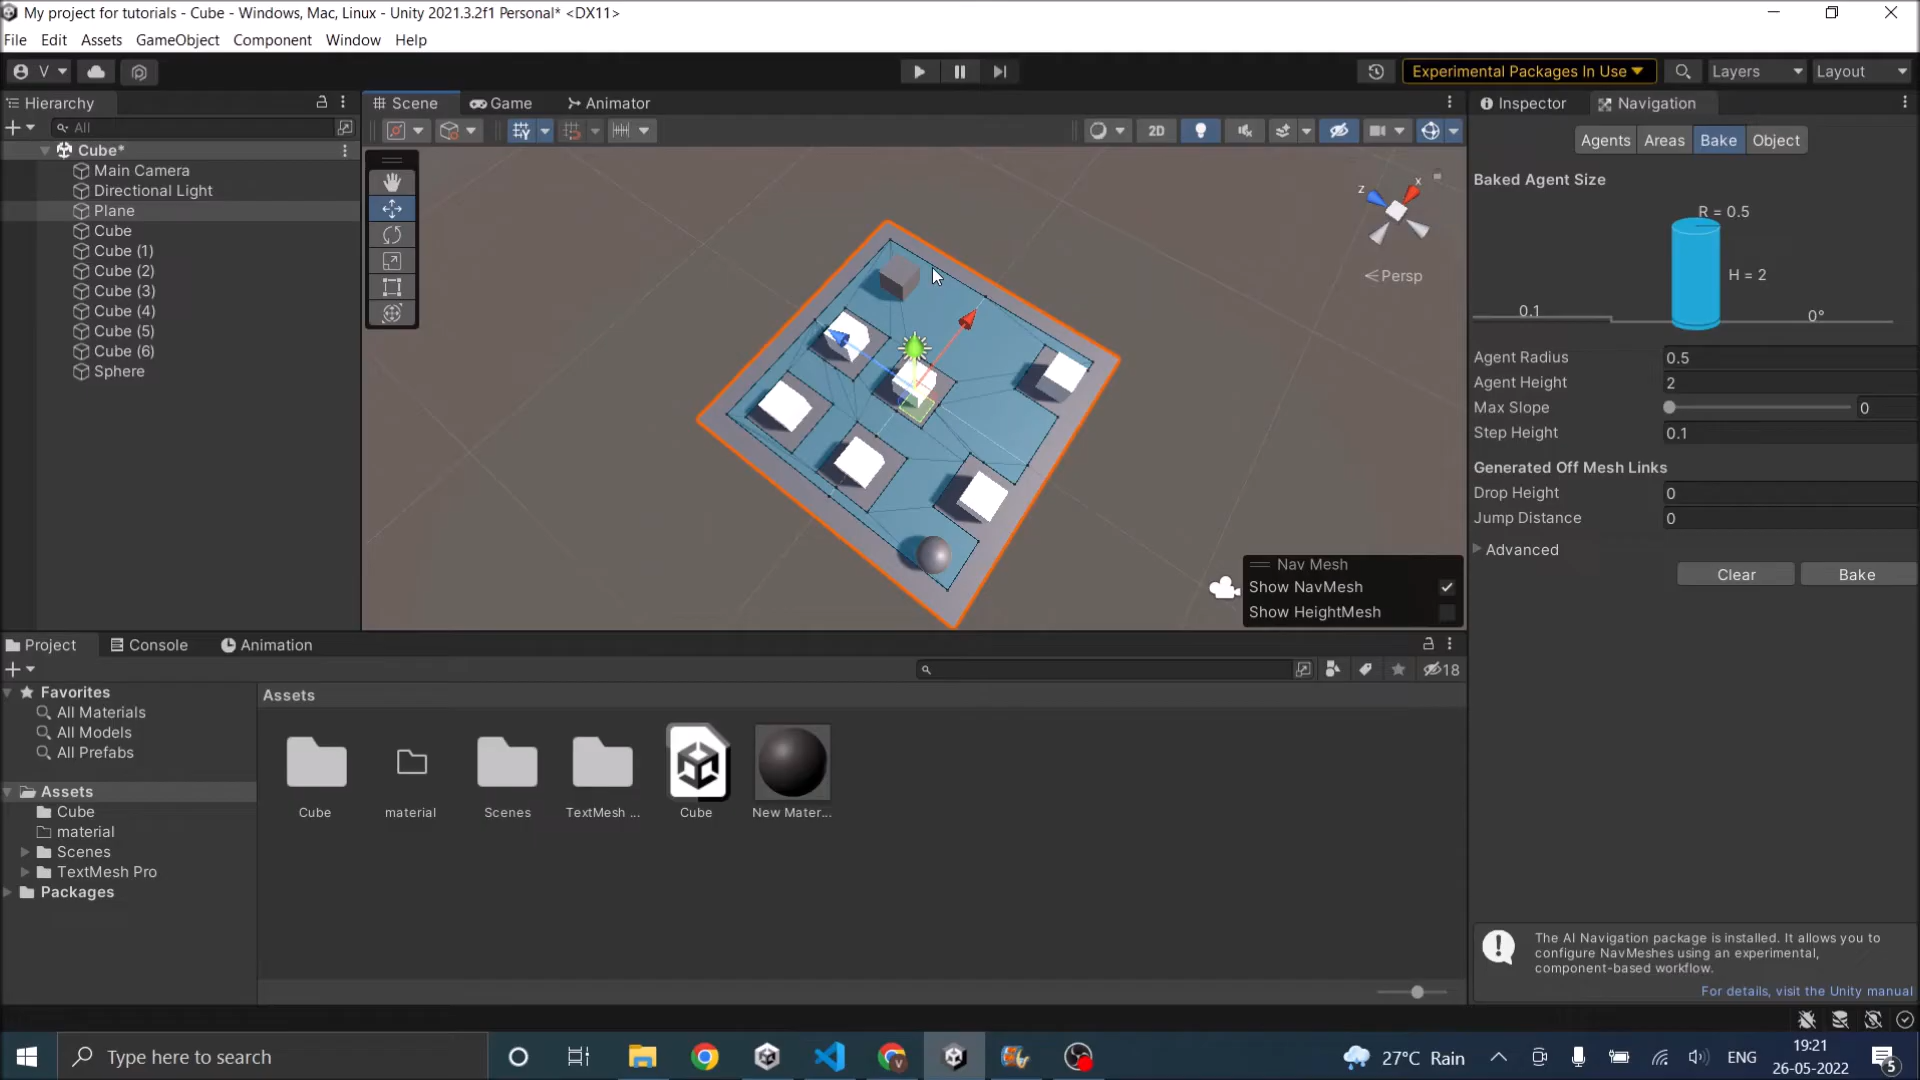 My project for tutorials - Cube - Windows, Mac, Linux - Unity 2021.3.2f1 Personal* <DX11>
File Edit Assets GameObject Component Window Help
V
Experimental Packages In Use
Layers
Layout
Hierarchy
Scene
Game
Animator
Inspector
Navigation
All
2D
Agents
Areas
Bake
Object
Cube*
Main Camera
Directional Light
Plane
Cube
Cube (1)
Cube (2)
Cube (3)
Cube (4)
Cube (5)
Cube (6)
Sphere
z
x
Persp
Nav Mesh
Show NavMesh
Show HeightMesh
Baked Agent Size
R = 0.5
H = 2
0.1
0°
Agent Radius 0.5
Agent Height 2
Max Slope 0
Step Height 0.1
Generated Off Mesh Links
Drop Height 0
Jump Distance 0
Advanced
Clear
Bake
Project
Console
Animation
18
Favorites
All Materials
All Models
All Prefabs
Assets
Cube
material
Scenes
TextMesh Pro
Packages
Assets
Cube
material
Scenes
TextMesh ...
Cube
New Mater...
The AI Navigation package is installed. It allows you to
configure NavMeshes using an experimental,
component-based workflow.
For details, visit the Unity manual
Type here to search
27°C Rain
ENG
19:21
26-05-2022
5